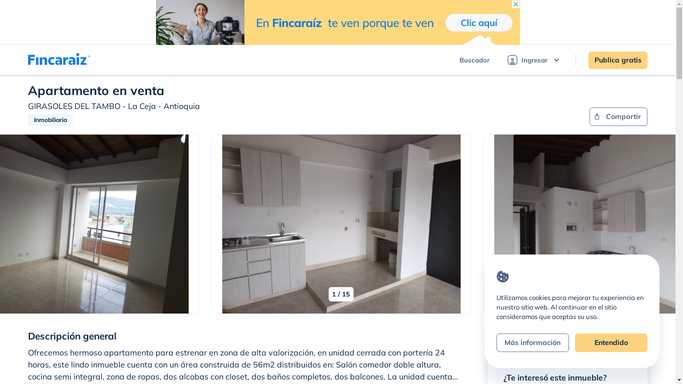 En Fincaraíz te ven porque te ven
Clic aquí
Fincaraíz
Buscador
Ingresar
Publica gratis
Apartamento en venta
GIRASOLES DEL TAMBO - La Ceja - Antioquia
Inmobiliaria
Compartir
1 / 15
Utilizamos cookies para mejorar tu experiencia en
nuestro sitio web. Al continuar en el sitio
consideramos que aceptas su uso.
Más información
Entendido
Descripción general
Ofrecemos hermoso apartamento para estrenar en zona de alta valorización, en unidad cerrada con portería 24
horas, este lindo inmueble cuenta con un área construida de 56m2 distribuidos en: Salón comedor doble altura,
cocina semi integral, zona de ropas, dos alcobas con closet, dos baños completos, dos balcones. La unidad cuenta...
¿Te interesó este inmueble?